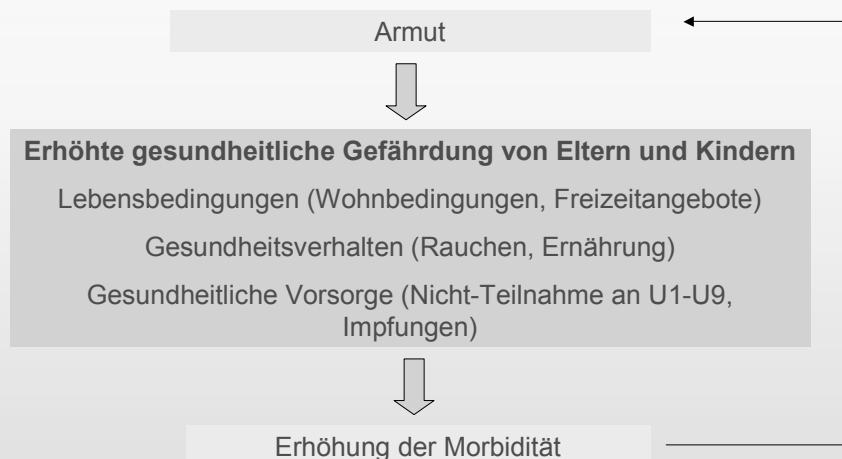 Armut
Erhöhte gesundheitliche Gefährdung von Eltern und Kindern
Lebensbedingungen (Wohnbedingungen, Freizeitangebote)
Gesundheitsverhalten (Rauchen, Ernährung)
Gesundheitliche Vorsorge (Nicht-Teilnahme an U1-U9,
Impfungen)
Erhöhung der Morbidität